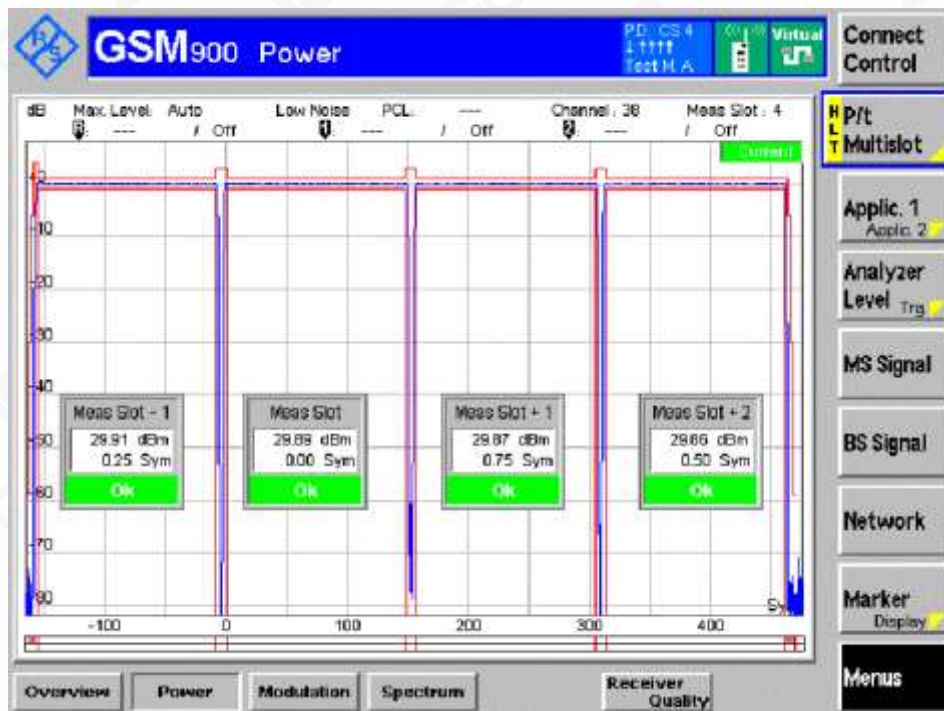 R S
GSM900 Power
PD CS4
Test M. A
Virtual
Connect Control
dB Max. Level: Auto Low Noise PCL: --- Channel: 38 Meas Slot: 4
1: --- / Off 2: --- / Off
Current
HLT
P/t Multislot
Applic. 1
Applic. 2
Analyzer Level Trg
MS Signal
BS Signal
Network
Marker
Display
Menus
-10
-20
-30
-40
-50
-60
-70
-80
Meas Slot - 1
29.91 dBm
0.25 Sym
Ok
Meas Slot
29.89 dBm
0.00 Sym
Ok
Meas Slot + 1
29.87 dBm
0.75 Sym
Ok
Meas Slot + 2
29.86 dBm
0.50 Sym
Ok
-100 0 100 200 300 400
Overview Power Modulation Spectrum Receiver Quality